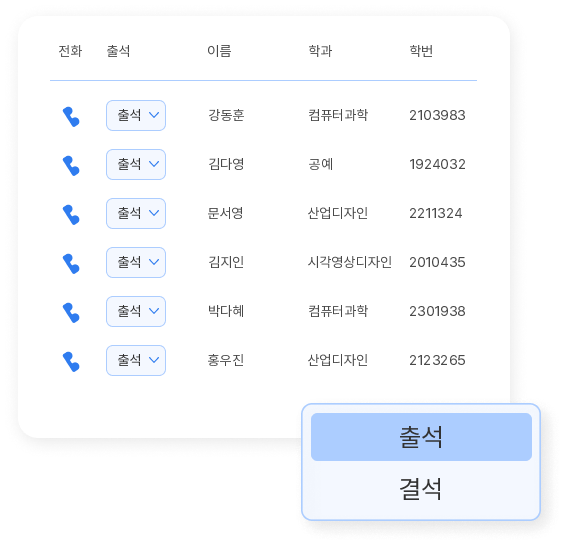 전화 출석 이름 학과 학번
출석 강동훈 컴퓨터과학 2103983
출석 김다영 공예 1924032
출석 문서영 산업디자인 2211324
출석 김지인 시각영상디자인 2010435
출석 박다혜 컴퓨터과학 2301938
출석 홍우진 산업디자인 2123265
출석
결석